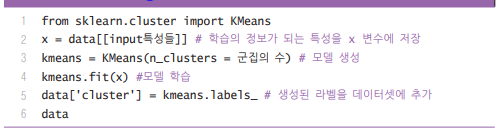 1 from sklearn.cluster import KMeans
2 x = data[[input특성들]] # 학습의 정보가 되는 특성을 x 변수에 저장
3 kmeans = KMeans(n_clusters = 군집의 수) # 모델 생성
4 kmeans.fit(x) #모델 학습
5 data['cluster'] = kmeans.labels_ # 생성된 라벨을 데이터셋에 추가
6 data